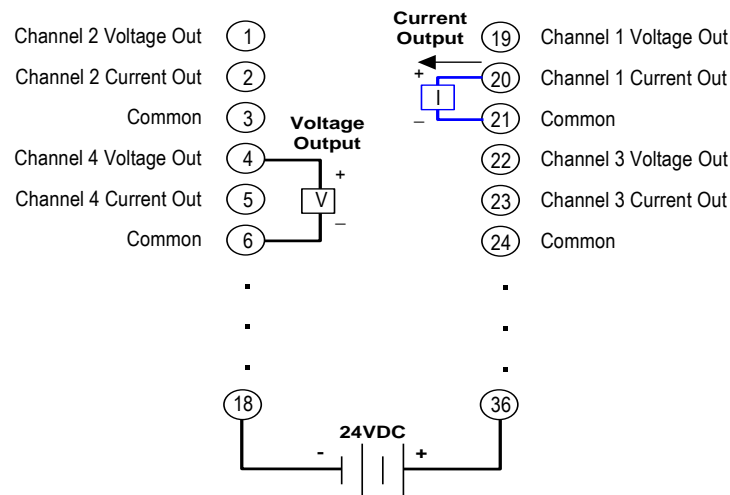 Channel 2 Voltage Out 1
Channel 2 Current Out 2
Common 3
Channel 4 Voltage Out 4
Channel 4 Current Out 5
Common 6
Voltage
Output
+
V
–
Current
Output
+
I
–
19 Channel 1 Voltage Out
20 Channel 1 Current Out
21 Common
22 Channel 3 Voltage Out
23 Channel 3 Current Out
24 Common
18
36
24VDC
- +